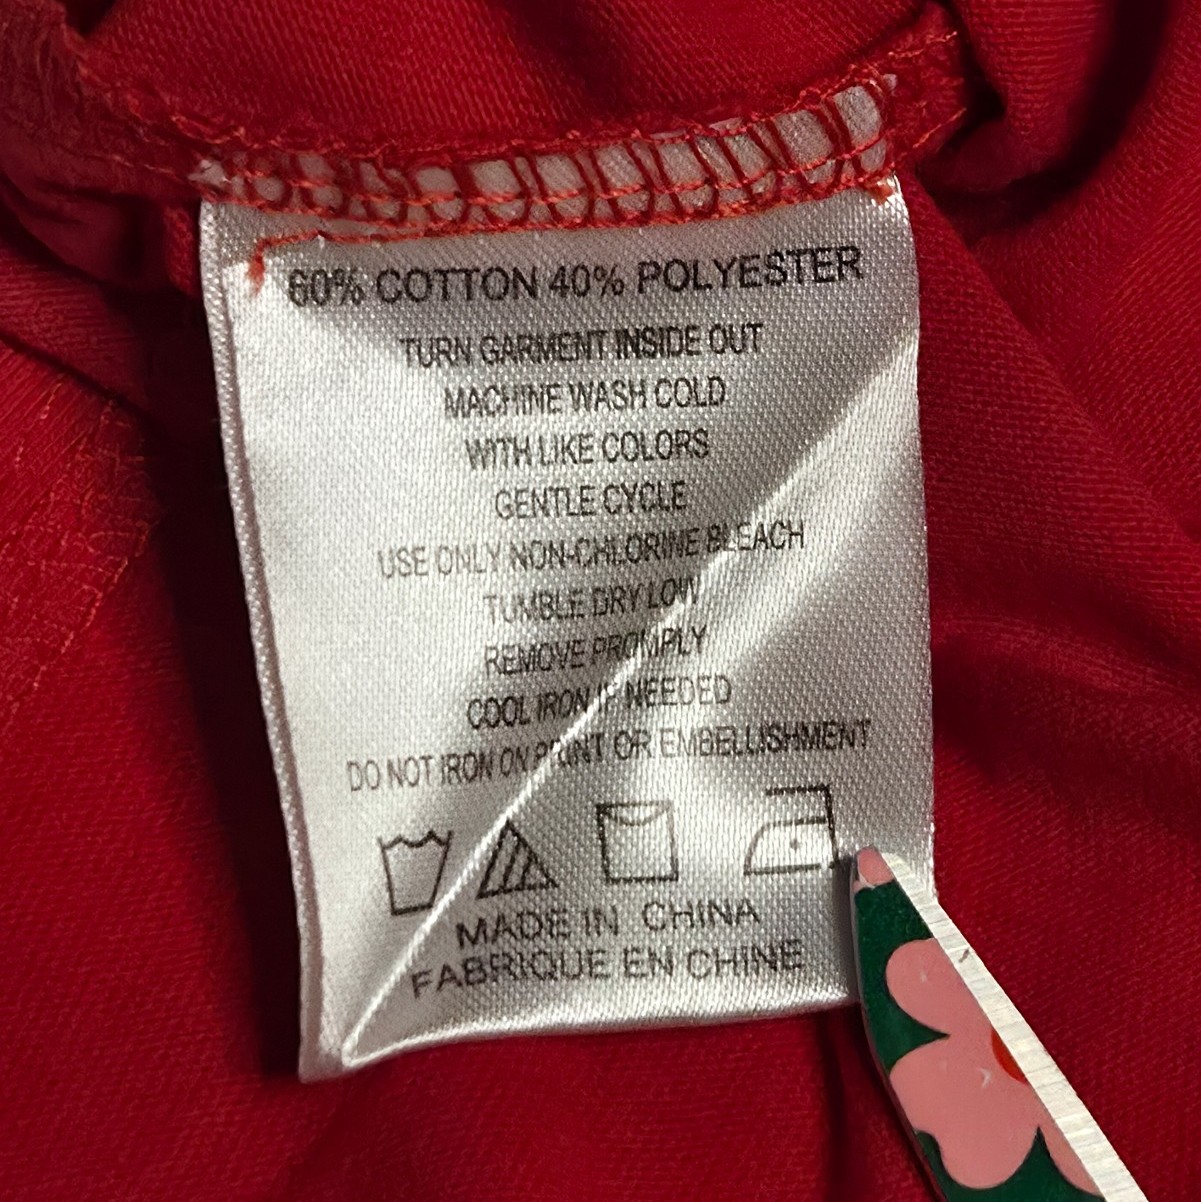 60% COTTON 40% POLYESTER
TURN GARMENT INSIDE OUT
MACHINE WASH COLD
WITH LIKE COLORS
GENTLE CYCLE
USE ONLY NON-CHLORINE BLEACH
TUMBLE DRY LOW
REMOVE PROMPLY
COOL IRON IF NEEDED
DO NOT IRON ON PRINT OR EMBELLISHMENT
MADE IN CHINA
FABRIQUE EN CHINE